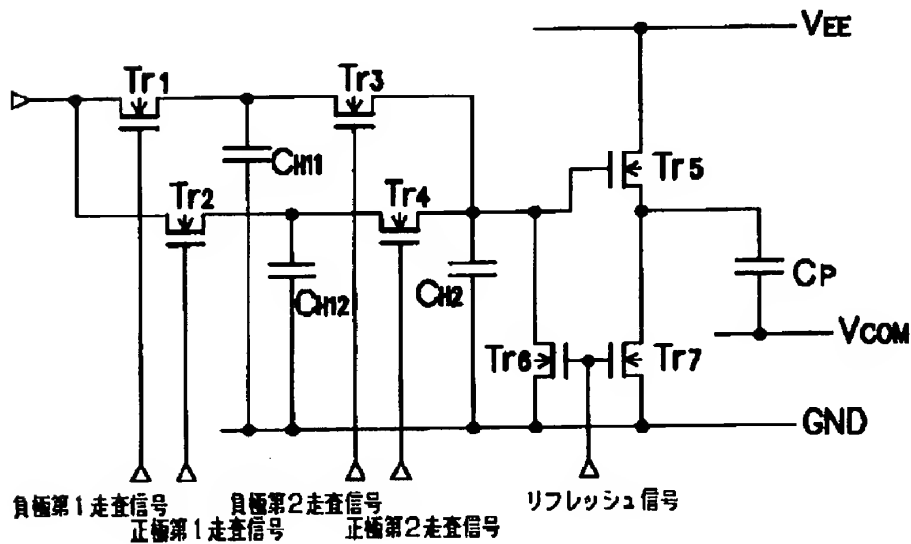 VEE
Tr1
Tr3
CH11
Tr5
Tr2
Tr4
CH12
CH2
CP
VCOM
Tr6
Tr7
GND
負極第1走査信号
正極第1走査信号
負極第2走査信号
正極第2走査信号
リフレッシュ信号